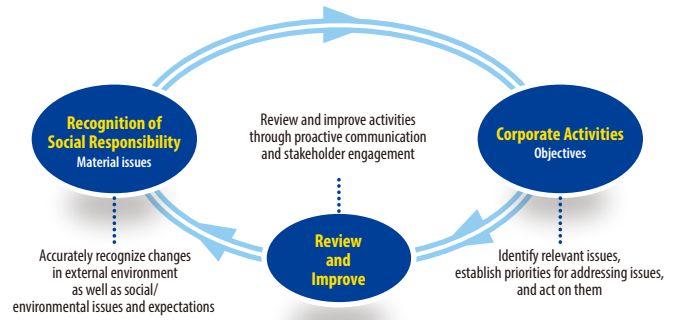 Recognition of
Social Responsibility
Material issues
Accurately recognize changes
in external environment
as well as social/
environmental issues and expectations
Review and improve activities
through proactive communication
and stakeholder engagement
Review
and
Improve
Corporate Activities
Objectives
Identify relevant issues,
establish priorities for addressing issues,
and act on them